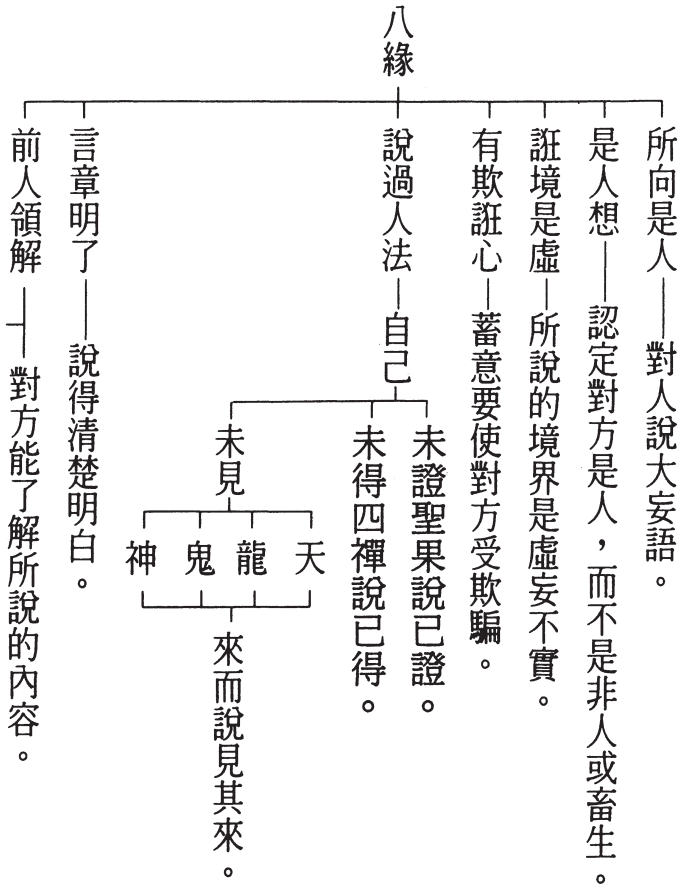 八緣
所向是人——對人說大妄語。
是人想——認定對方是人，而不是非人或畜生。
誑境是虛—所說的境界是虛妄不實。
有欺誑心—蓄意要使對方受欺騙。
說過人法—自己
未證聖果說已證。
未得四禪說已得。
未見
天
龍
鬼
神
來而說見其來。
言章明了——說得清楚明白。
前人領解——對方能了解所說的內容。